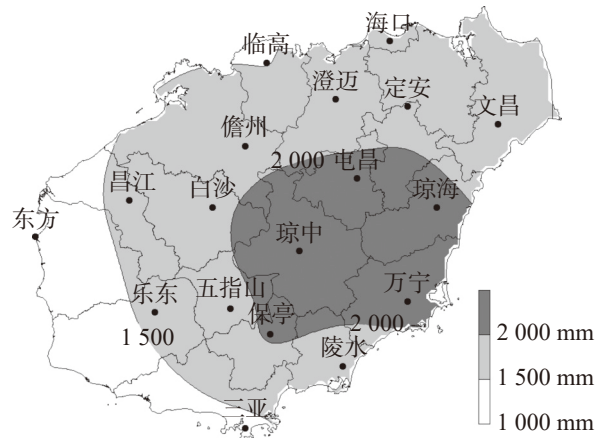 海口
临高
澄迈
定安
文昌
儋州
2 000
屯昌
昌江
白沙
琼海
东方
琼中
乐东
五指山
万宁
保亭
2 000
1 500
陵水
三亚
2 000 mm
1 500 mm
1 000 mm